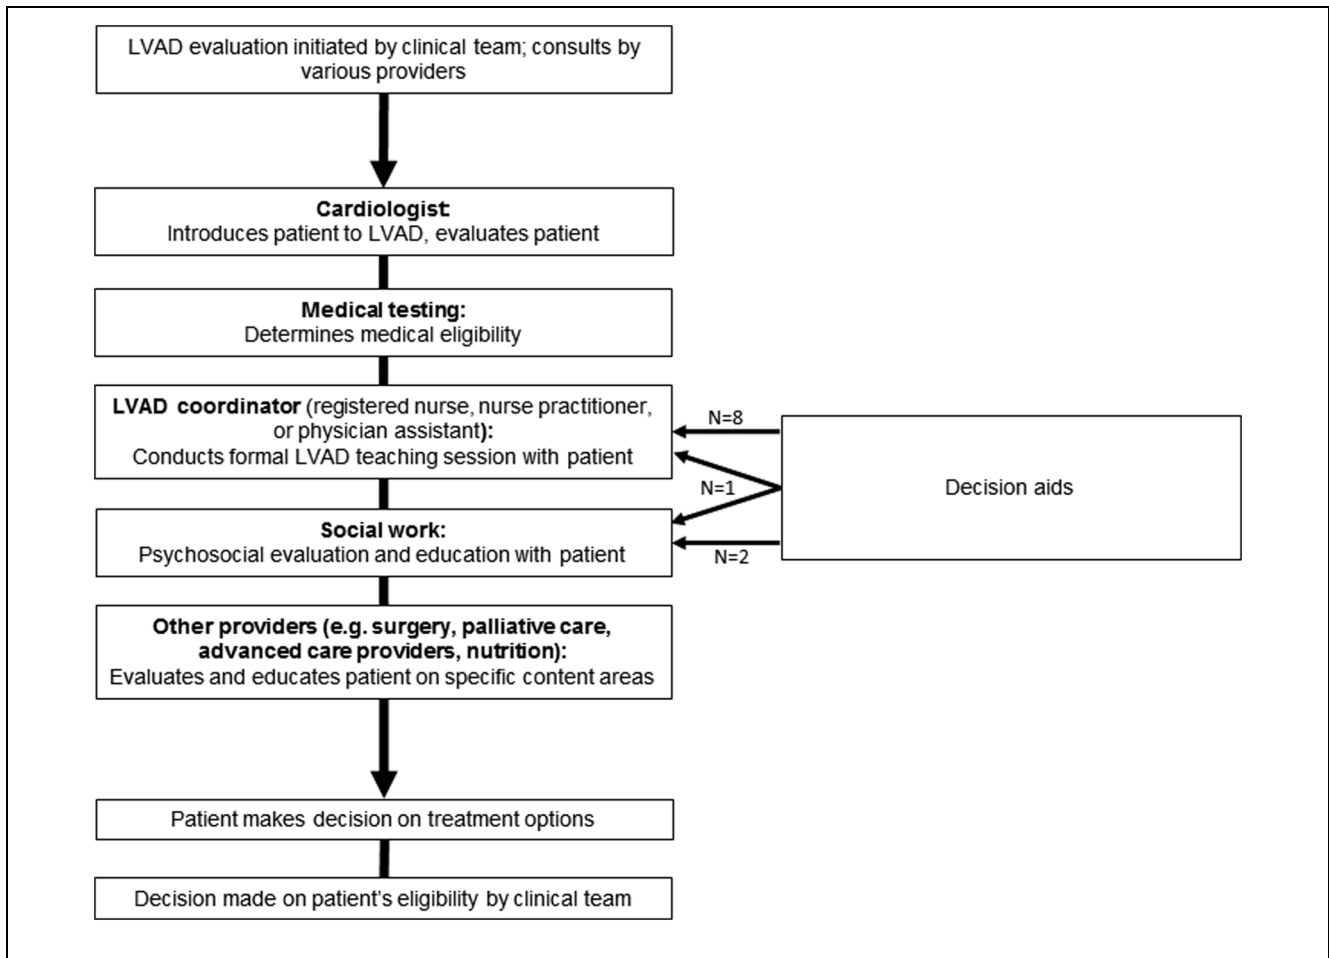 LVAD evaluation initiated by clinical team; consults by
various providers
Cardiologist:
Introduces patient to LVAD, evaluates patient
Medical testing:
Determines medical eligibility
LVAD coordinator (registered nurse, nurse practitioner,
or physician assistant):
Conducts formal LVAD teaching session with patient
N=8
N=1
Decision aids
Social work:
Psychosocial evaluation and education with patient
N=2
Other providers (e.g. surgery, palliative care,
advanced care providers, nutrition):
Evaluates and educates patient on specific content areas
Patient makes decision on treatment options
Decision made on patient's eligibility by clinical team